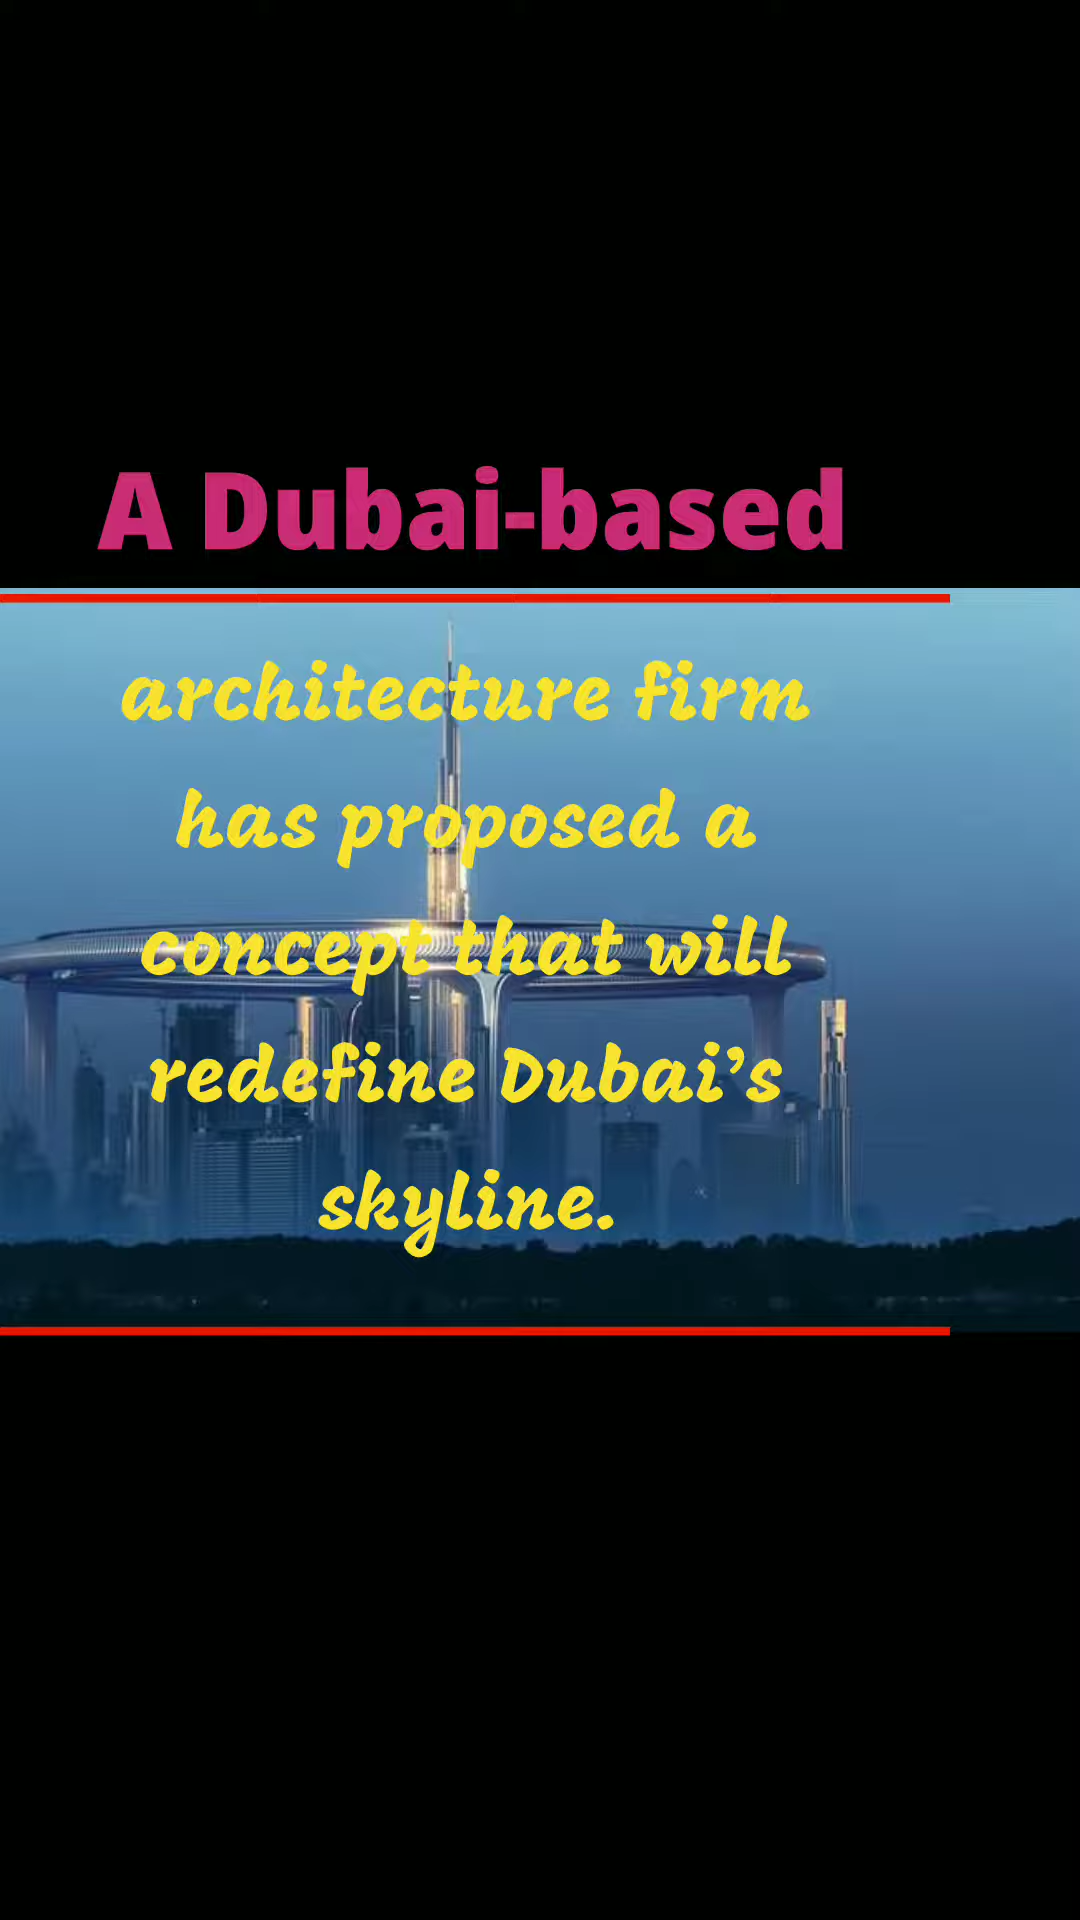 A Dubai-based
architecture firm
has proposed a
concept that will
redefine Dubai’s
skyline.